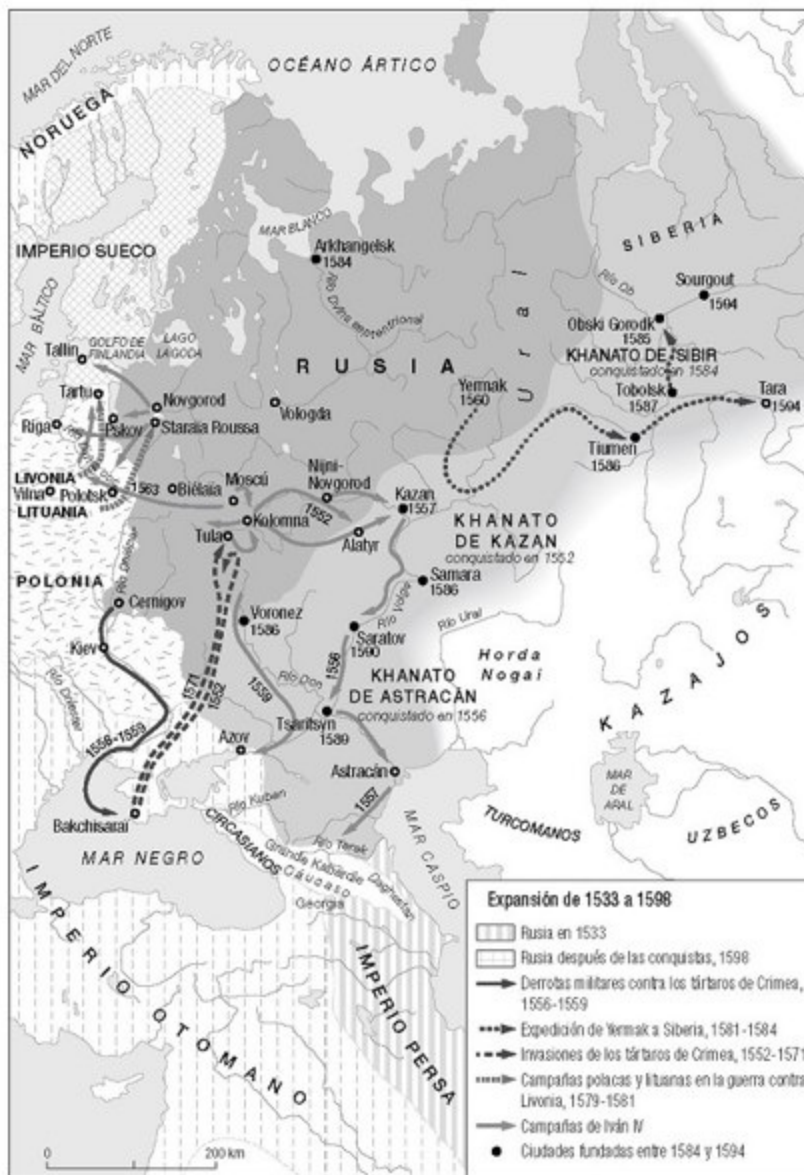 MAR DEL NORTE
OCÉANO ÁRTICO
NORUEGA
MAR BLANCO
Arkhangelsk
1584
SIBERIA
IMPERIO SUECO
Río Dvina septentrional
Río Ob
Sourgout
1594
Obski Gorodk
1585
MAR BÁLTICO
GOLFO DE
FINLANDIA
LAGO
LAGODA
Ural
KHANATO DE SIBIR
conquistado en 1584
Tallin
RUSIA
Yermak
1560
Tobolsk
1587
Tara
1594
Tartu
Novgorod
Vologda
Riga
Pskov
Staraia Roussa
Tiumen
1586
LIVONIA
Vilna
Polotsk
1563
Biélaia
Moscú
Nijni-
Novgorod
Kazan
1557
LITUANIA
Kolomna
1552
Tula
Alatyr
KHANATO
DE KAZAN
conquistado en 1552
POLONIA
Cernigov
Samara
1586
Voronez
1586
Río Volga
Río Ural
Kiev
Saratov
1590
Horda
Nogai
KAZAJOS
Río Dniester
1571
1552
1559
Río Don
1556
KHANATO
DE ASTRACÁN
conquistado en 1556
1558-1559
Tsaritsyn
1589
Azov
Astracán
MAR
DE
ARAL
Bakchisarai
Río Kuban
1557
TURCOMANOS
UZBECOS
MAR NEGRO
CIRCASIANOS
Río Terek
MAR CASPIO
Grande Kabardie
Cáucaso
Daghestan
Georgia
IMPERIO OTOMANO
IMPERIO PERSA
Expansión de 1533 a 1598
Rusia en 1533
Rusia después de las conquistas, 1598
Derrotas militares contra los tártaros de Crimea,
1556-1559
Expedición de Yermak a Siberia, 1581-1584
Invasiones de los tártaros de Crimea, 1552-1571
Campañas polacas y lituanas en la guerra contra
Livonia, 1579-1581
Campañas de Iván IV
Ciudades fundadas entre 1584 y 1594
0
200 km